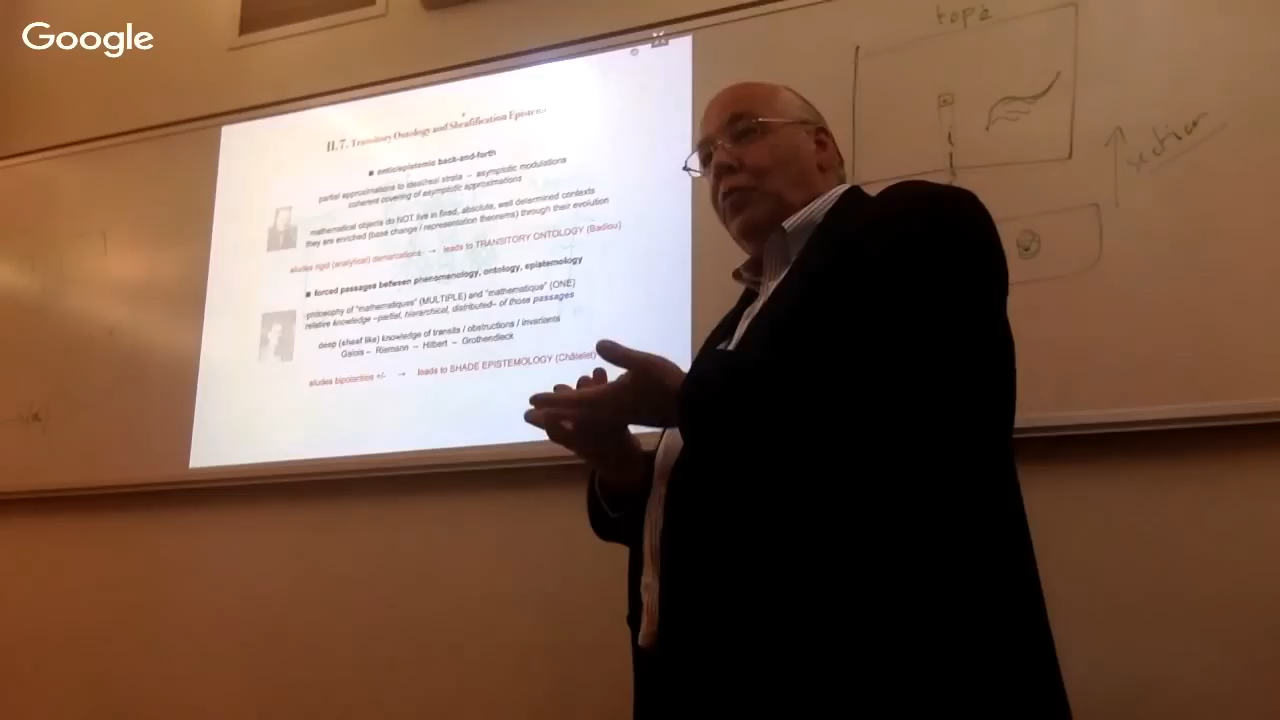 Google
II.7. Transitory Ontology and Sheafification
■ ontic/epistemic back-and-forth
partial approximations to ideal/real strata – asymptotic modulations
coherent covering of asymptotic approximations
mathematical objects do NOT live in fixed, absolute, well determined contexts
they are enriched (base change / representation theorems) through their evolution
eludes rigid (analytical) demarcations → leads to TRANSITORY ONTOLOGY (Badiou)
■ forced passages between phenomenology, ontology, epistemology
philosophy of "mathematiques" (MULTIPLE) and "mathematique" (ONE)
relative knowledge –partial, hierarchical, distributed– of those passages
deep (sheaf like) knowledge of transits / obstructions / invariants
Galois – Riemann – Hilbert – Grothendieck
eludes bipolarities +/- → leads to SHADE EPISTEMOLOGY (Châtelet)
section